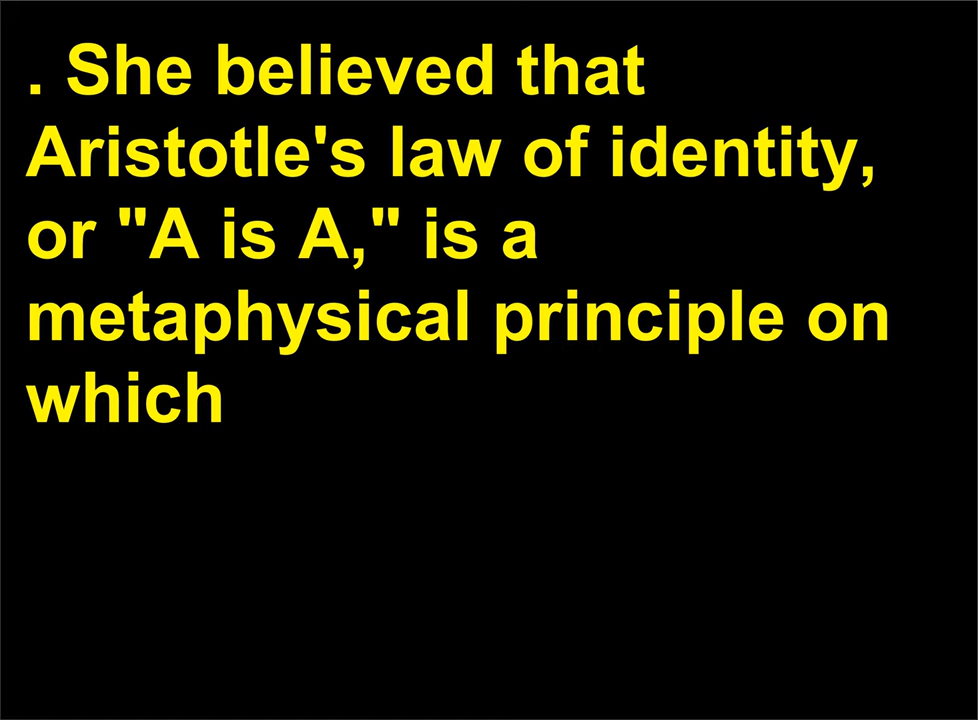 . She believed that
Aristotle's law of identity,
or "A is A," is a
metaphysical principle on
which